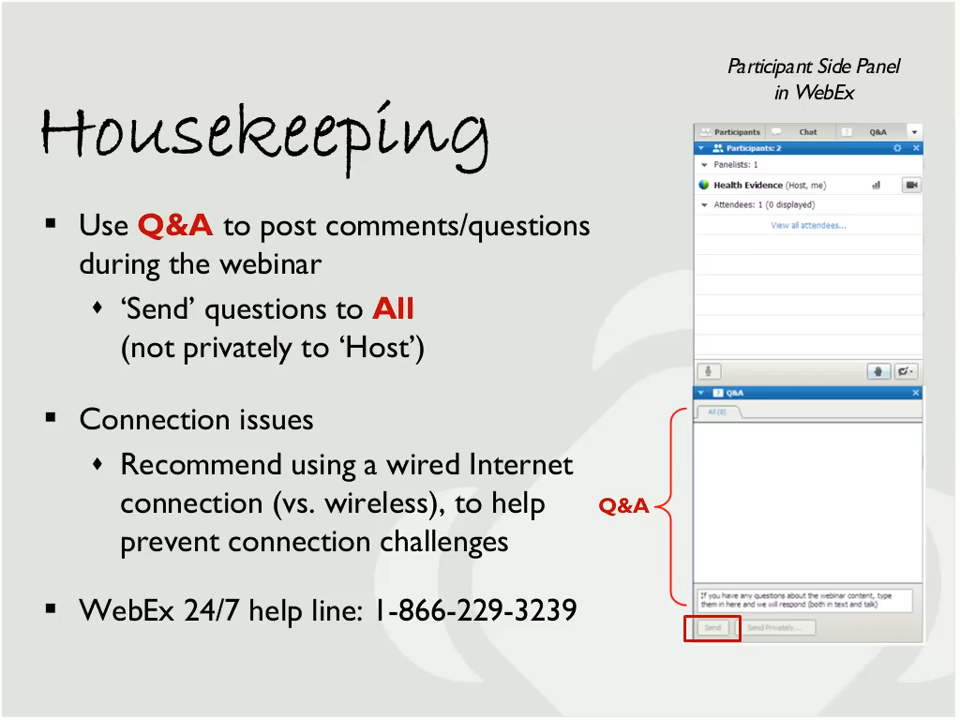 Participant Side Panel
in WebEx
Housekeeping
Use Q&A to post comments/questions
during the webinar
‘Send’ questions to All
(not privately to ‘Host’)
Connection issues
Recommend using a wired Internet
connection (vs. wireless), to help
prevent connection challenges
WebEx 24/7 help line: 1-866-229-3239
Participants Chat Q&A
Participants: 2
Panelists: 1
Health Evidence (Host, me)
Attendees: 1 (0 displayed)
View all attendees...
Q&A
All (0)
Q&A
If you have any questions about the webinar content, type
them in here and we will respond (both in text and talk)
Send Send Privately...